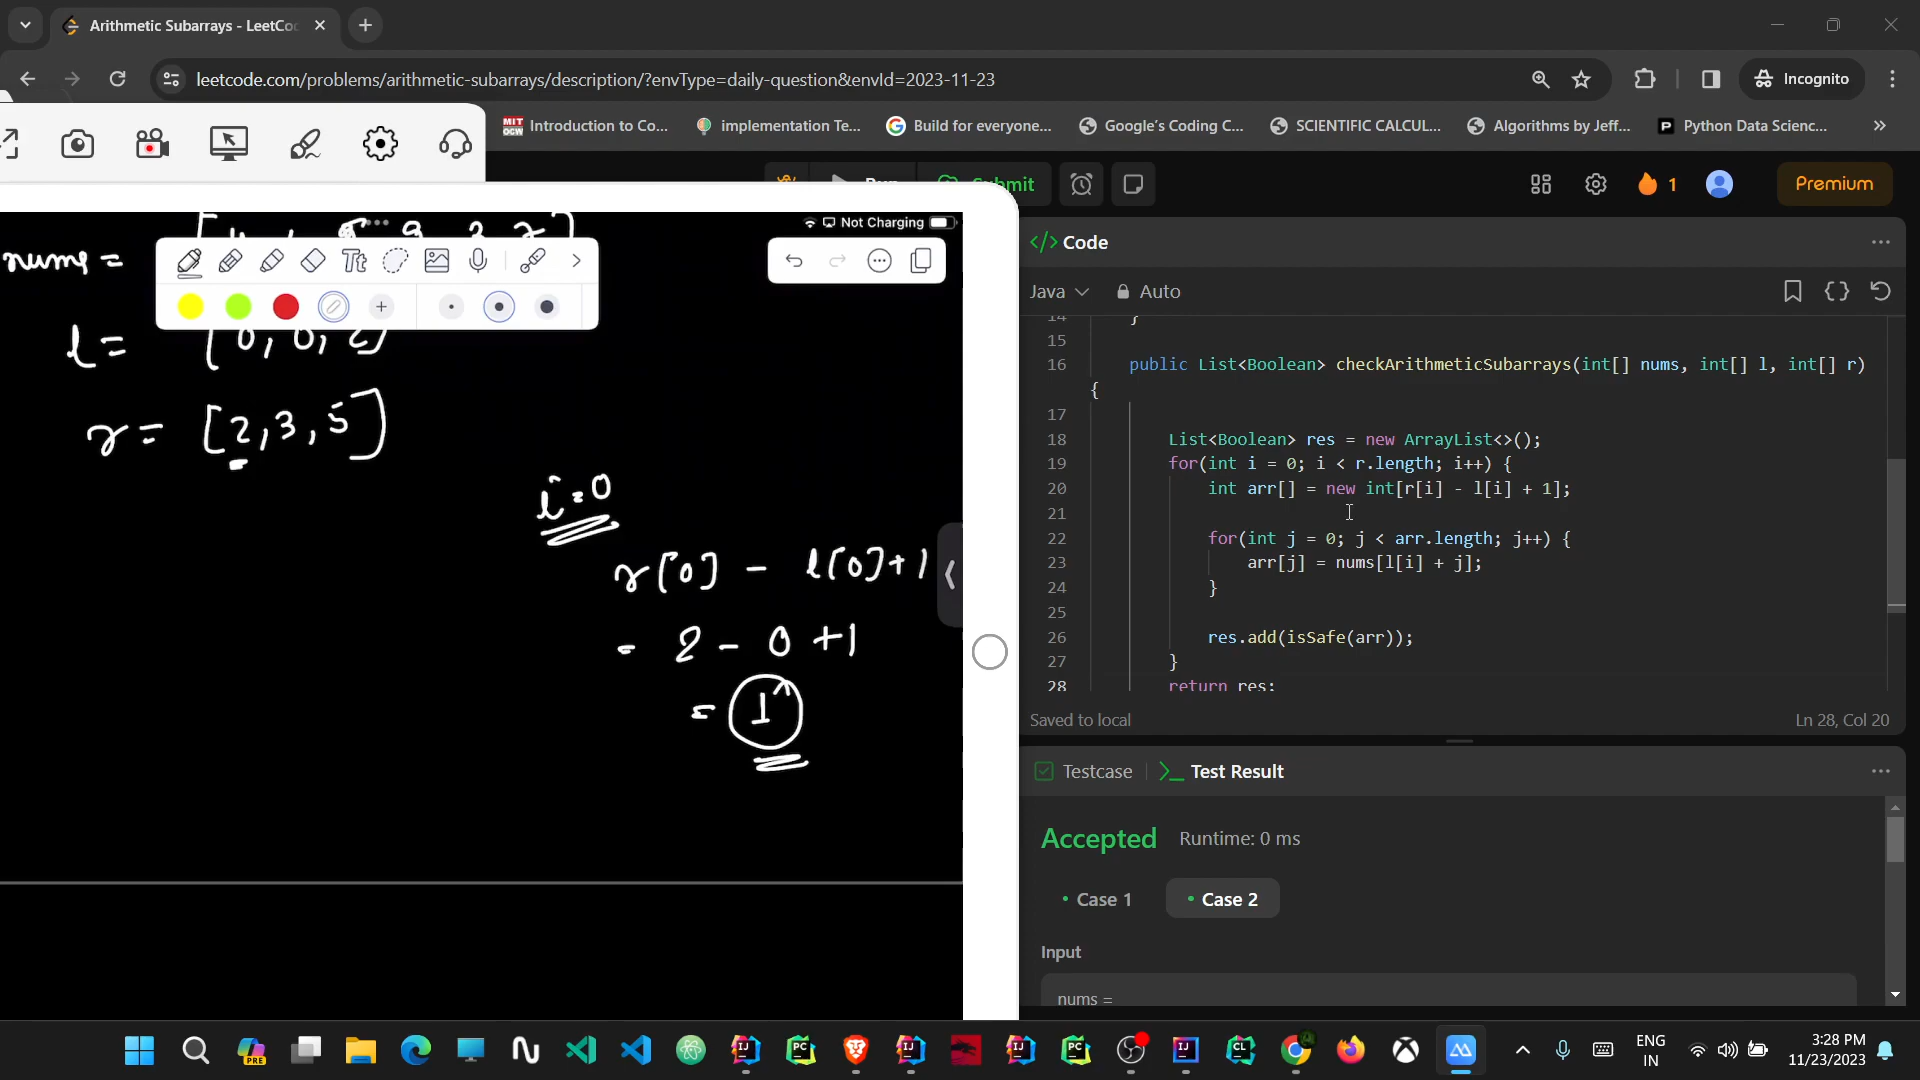 Arithmetic Subarrays - LeetCo
leetcode.com/problems/arithmetic-subarrays/description/?envType=daily-question&envId=2023-11-23
Incognito
Introduction to Co...
implementation Te...
Build for everyone...
Google's Coding C...
SCIENTIFIC CALCUL...
Algorithms by Jeff...
Python Data Scienc...
1
Premium
Not Charging
nums =
Tt
l =
[0, 0, 2]
r = [2,3,5]
i=0
r[0] - l[0]+1
= 2 - 0 +1
= 1
Code
Java
Auto
14 }
15
16 public List<Boolean> checkArithmeticSubarrays(int[] nums, int[] l, int[] r)
{
17
18 List<Boolean> res = new ArrayList<>();
19 for(int i = 0; i < r.length; i++) {
20 int arr[] = new int[r[i] - l[i] + 1];
21
22 for(int j = 0; j < arr.length; j++) {
23 arr[j] = nums[l[i] + j];
24 }
25
26 res.add(isSafe(arr));
27 }
28 return res;
Saved to local
Ln 28, Col 20
Testcase
Test Result
Accepted
Runtime: 0 ms
Case 1
Case 2
Input
nums =
ENG
IN
3:28 PM
11/23/2023